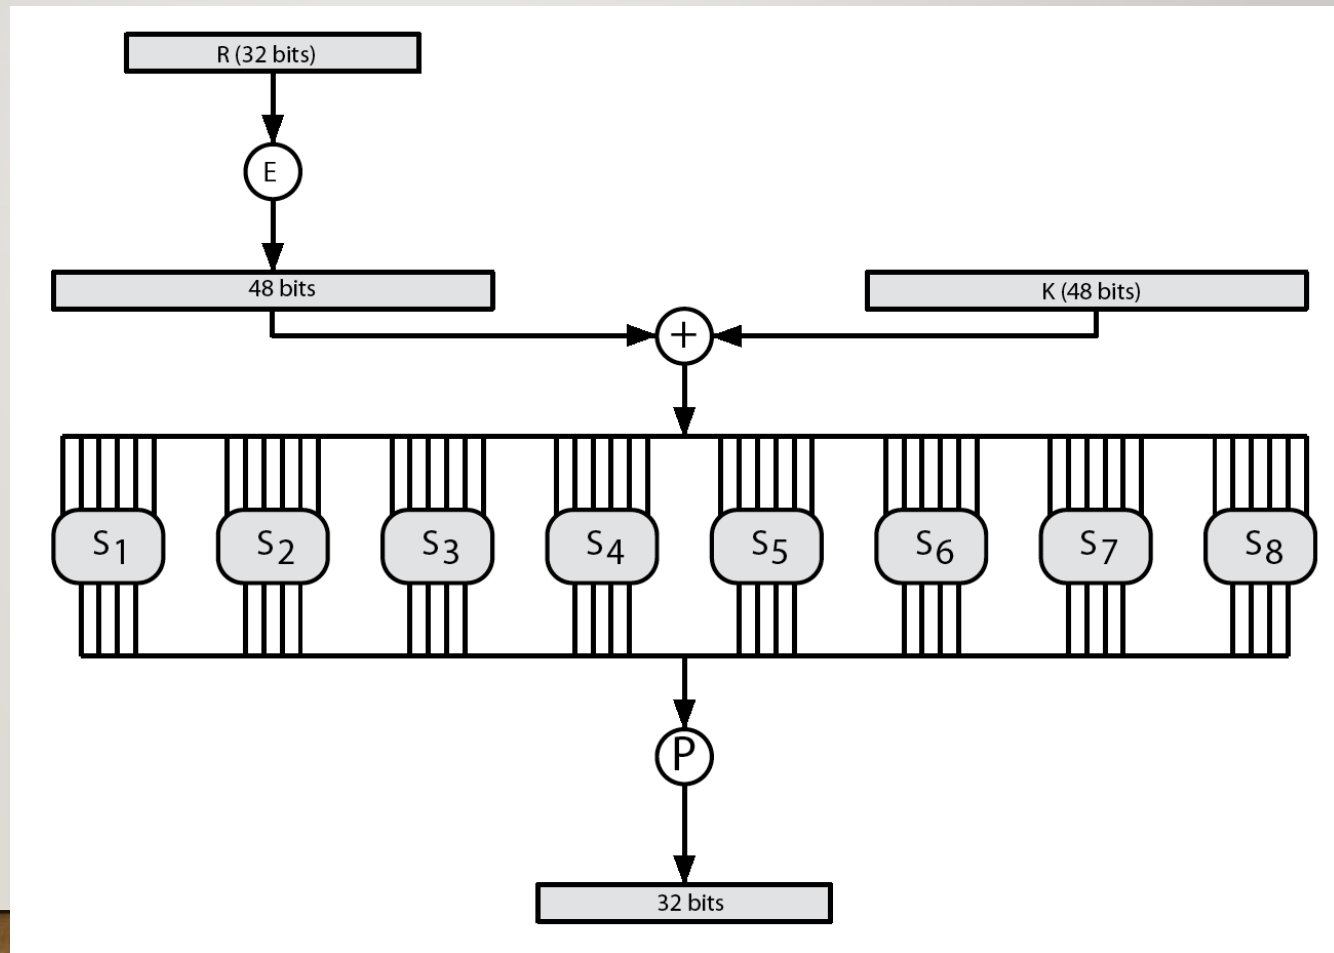 R (32 bits)
E
48 bits
K (48 bits)
+
S1
S2
S3
S4
S5
S6
S7
S8
P
32 bits